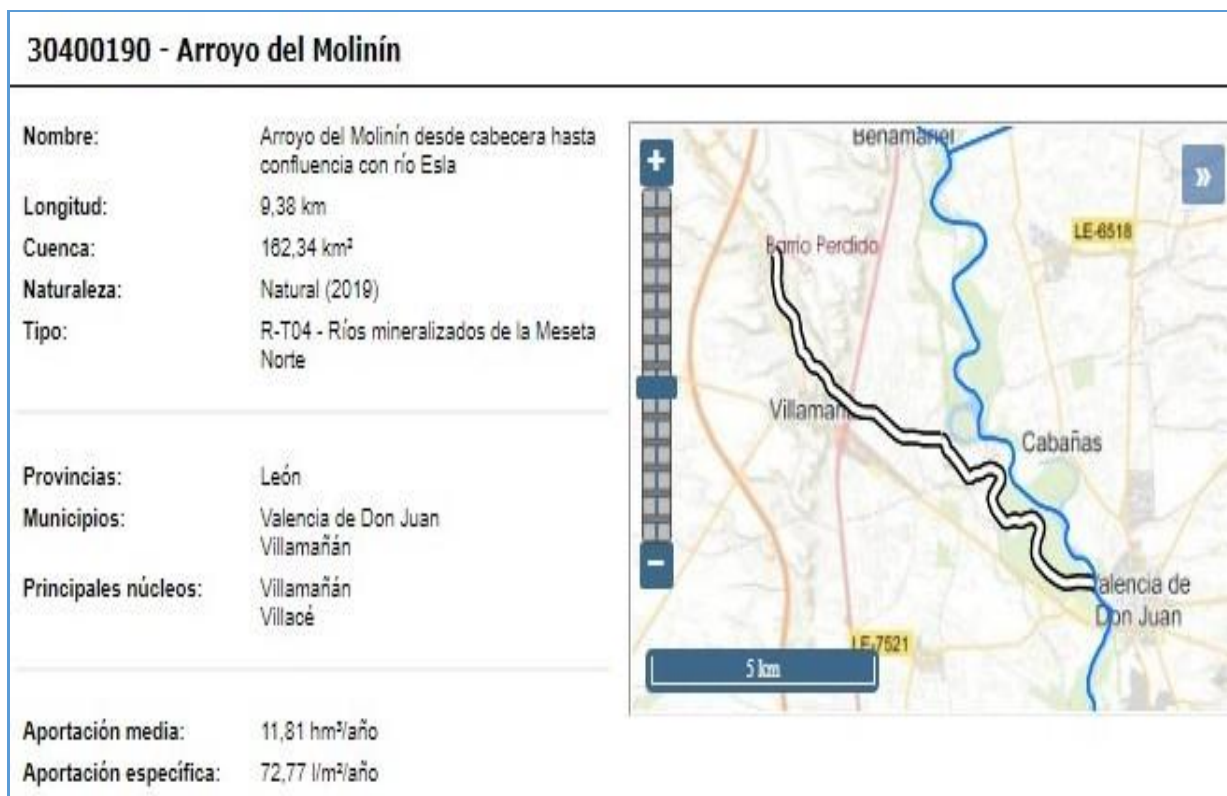 30400190 - Arroyo del Molinín
Nombre: Arroyo del Molinín desde cabecera hasta
confluencia con río Esla
Longitud: 9,38 km
Cuenca: 162,34 km²
Naturaleza: Natural (2019)
Tipo: R-T04 - Ríos mineralizados de la Meseta
Norte
Provincias: León
Municipios: Valencia de Don Juan
Villamañán
Principales núcleos: Villamañán
Villacé
Aportación media: 11,81 hm³/año
Aportación específica: 72,77 l/m²/año
Benamariel
+
»
LE-6518
Barrio Perdido
Villamañ
Cabañas
−
alencia de
Don Juan
LE-7521
5 km